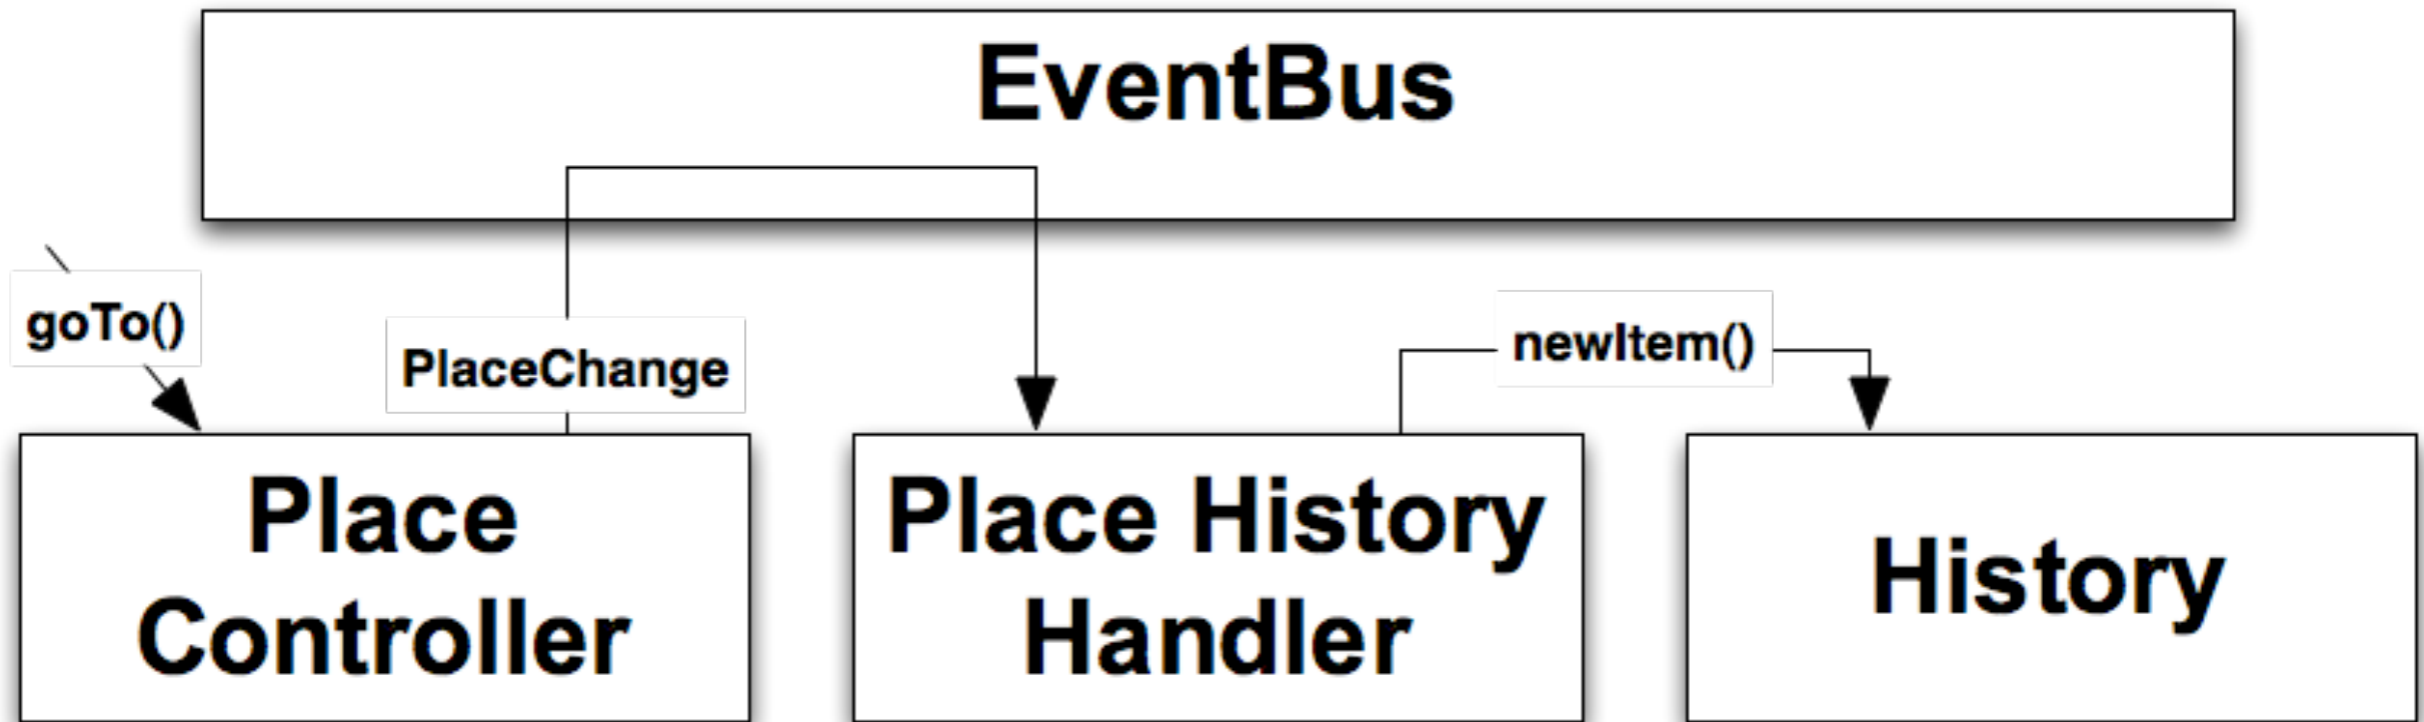 EventBus
goTo()
PlaceChange
newItem()
Place
Controller
Place History
Handler
History